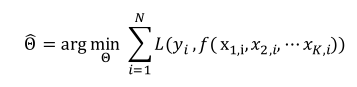 Θ̂ = arg min_Θ ∑_{i=1}^{N} L(y_i , f( x_{1,i}, x_{2,i}, ⋯ x_{K,i}))